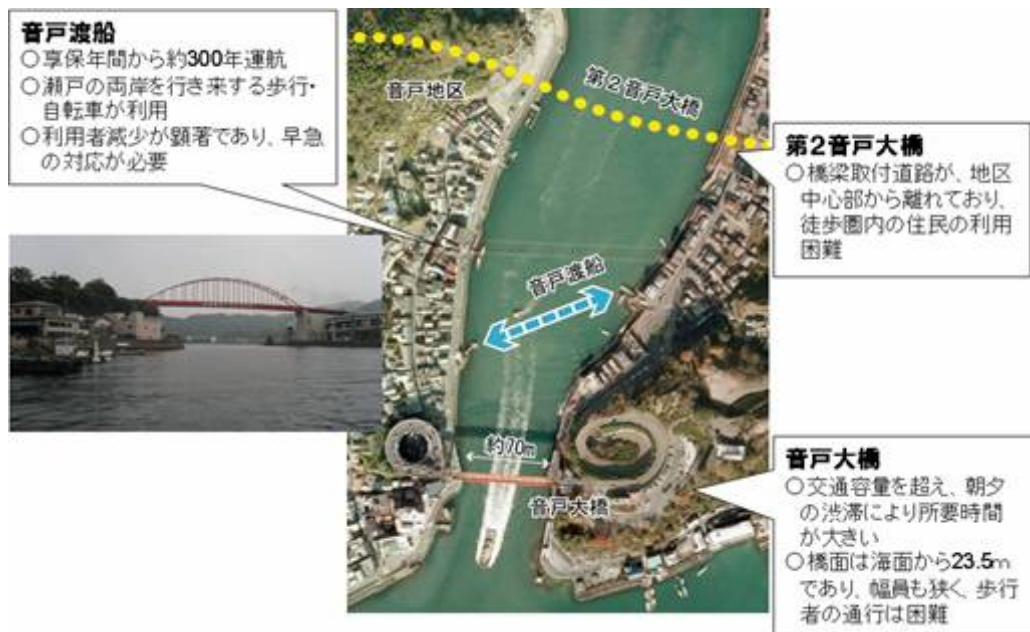 音戸渡船
○享保年間から約300年運航
○瀬戸の両岸を行き来する歩行・
自転車が利用
○利用者減少が顕著であり、早急
の対応が必要
音戸地区
第2音戸大橋
第2音戸大橋
○橋梁取付道路が、地区
中心部から離れており、
徒歩圏内の住民の利用
困難
音戸渡船
約70m
音戸大橋
音戸大橋
○交通容量を超え、朝夕
の渋滞により所要時間
が大きい
○橋面は海面から23.5m
であり、幅員も狭く、歩行
者の通行は困難